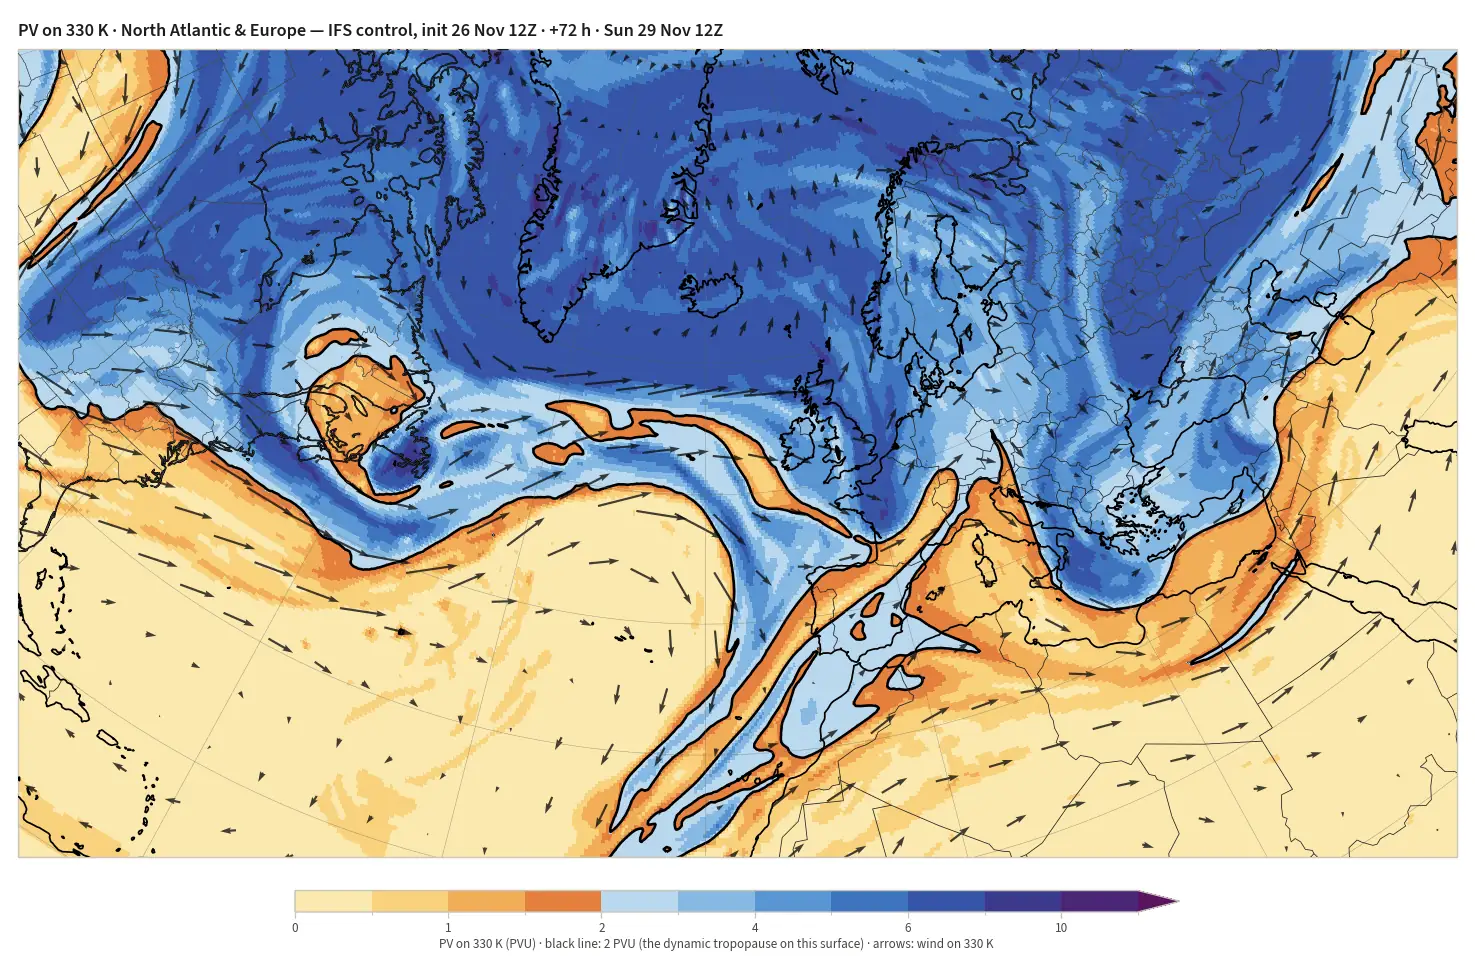 PV on 330 K · North Atlantic & Europe — IFS control, init 26 Nov 12Z · +72 h · Sun 29 Nov 12Z
0 1 2 4 6 10
PV on 330 K (PVU) · black line: 2 PVU (the dynamic tropopause on this surface) · arrows: wind on 330 K